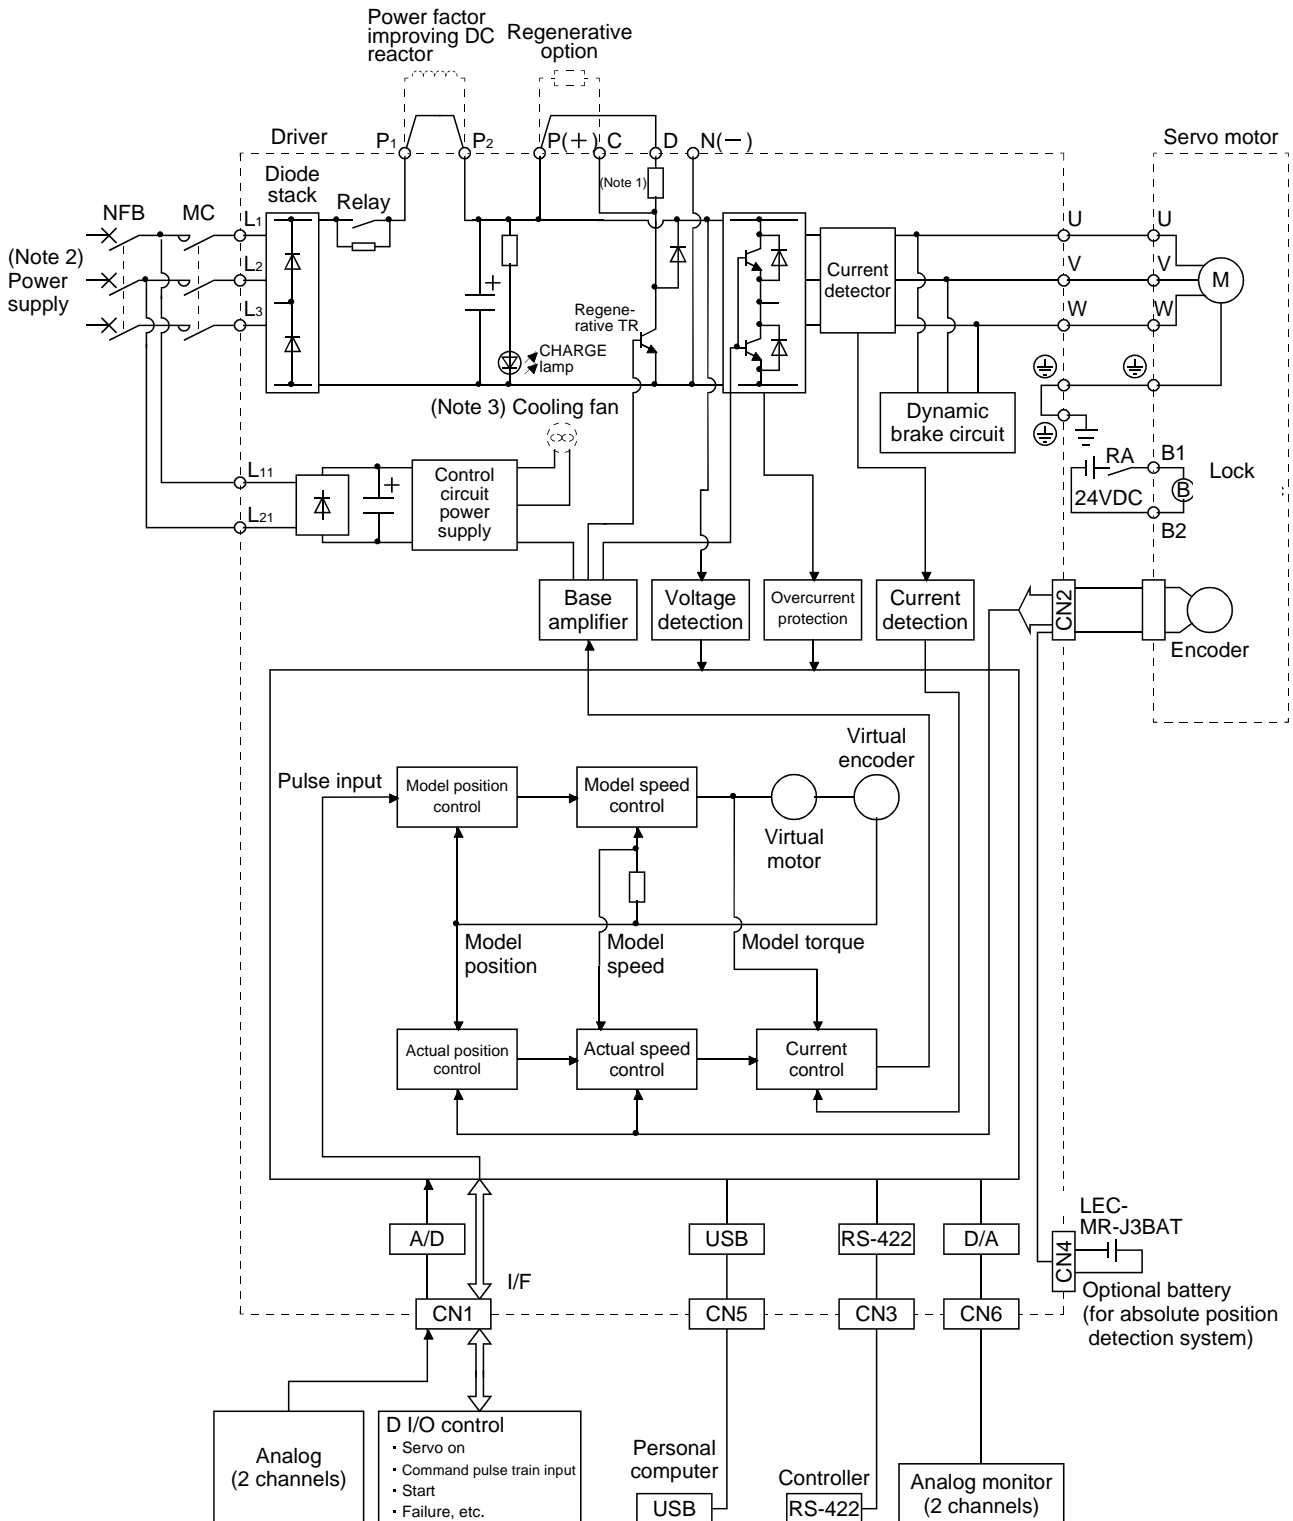 Power factor
improving DC
reactor
Regenerative
option
Driver
P1
P2
P(+)
C
D
N(−)
Servo motor
Diode
stack
(Note 1)
Relay
NFB
MC
L1
U
U
(Note 2)
Power
supply
L2
Current
detector
V
V
M
L3
W
W
Regene-
rative TR
CHARGE
lamp
(Note 3) Cooling fan
Dynamic
brake circuit
L11
Control
circuit
power
supply
RA
B1
Lock
24VDC
B
L21
B2
Base
amplifier
Voltage
detection
Overcurrent
protection
Current
detection
CN2
Encoder
Virtual
encoder
Pulse input
Model position
control
Model speed
control
Virtual
motor
Model
position
Model
speed
Model torque
Actual position
control
Actual speed
control
Current
control
A/D
USB
RS-422
D/A
LEC-
MR-J3BAT
CN4
I/F
Optional battery
(for absolute position
detection system)
CN1
CN5
CN3
CN6
Analog
(2 channels)
D I/O control
· Servo on
· Command pulse train input
· Start
· Failure, etc.
Personal
computer
USB
Controller
RS-422
Analog monitor
(2 channels)